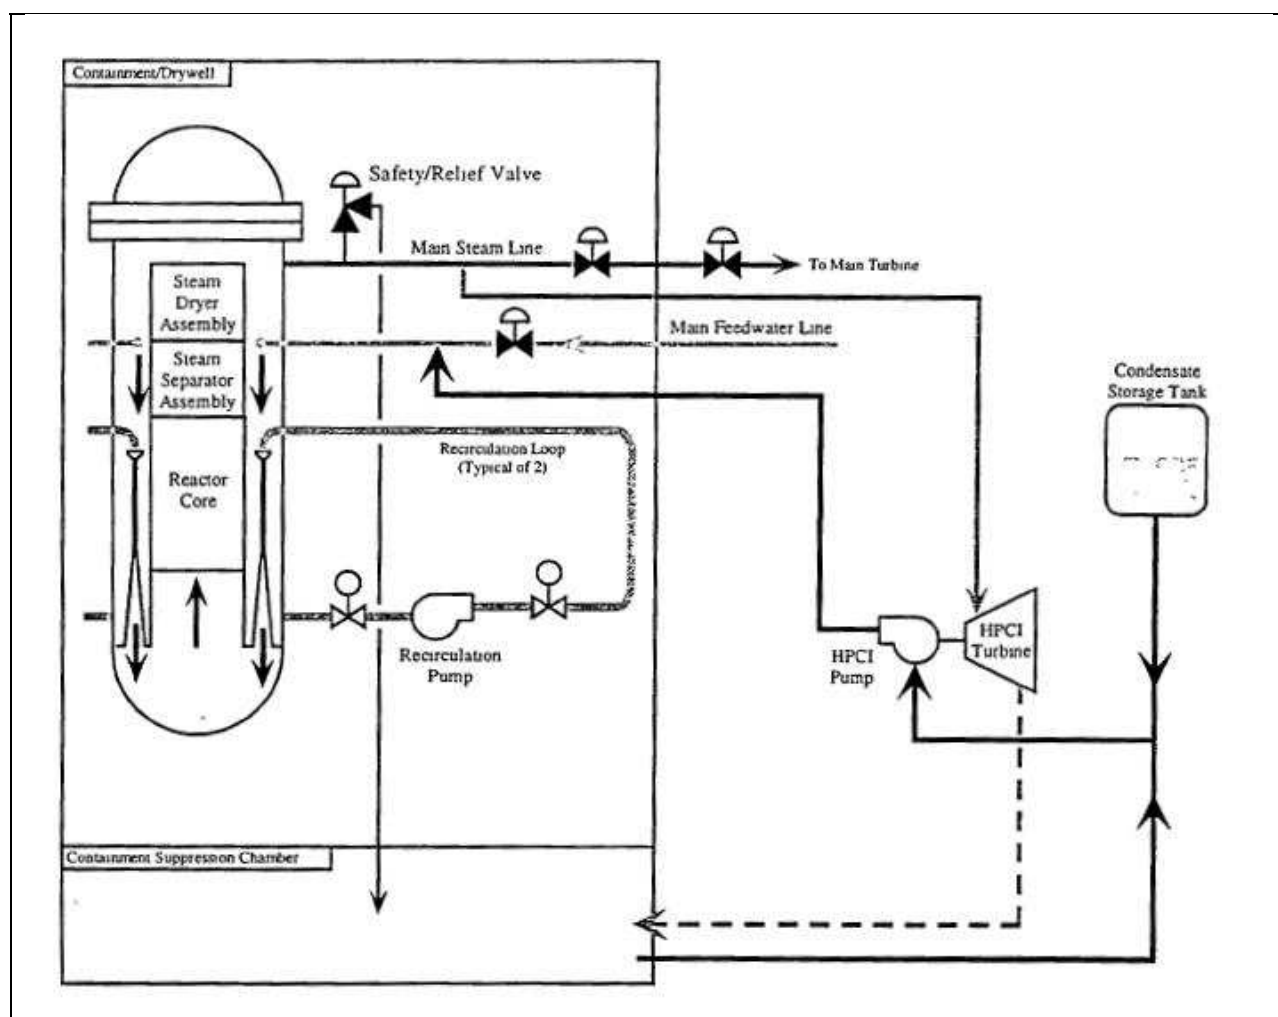 Containment/Drywell
Safety/Relief Valve
Main Steam Line
To Main Turbine
Steam
Dryer
Assembly
Main Feedwater Line
Steam
Separator
Assembly
Condensate
Storage Tank
Recirculation Loop
(Typical of 2)
Reactor
Core
HPCI
Turbine
HPCI
Pump
Recirculation
Pump
Containment Suppression Chamber